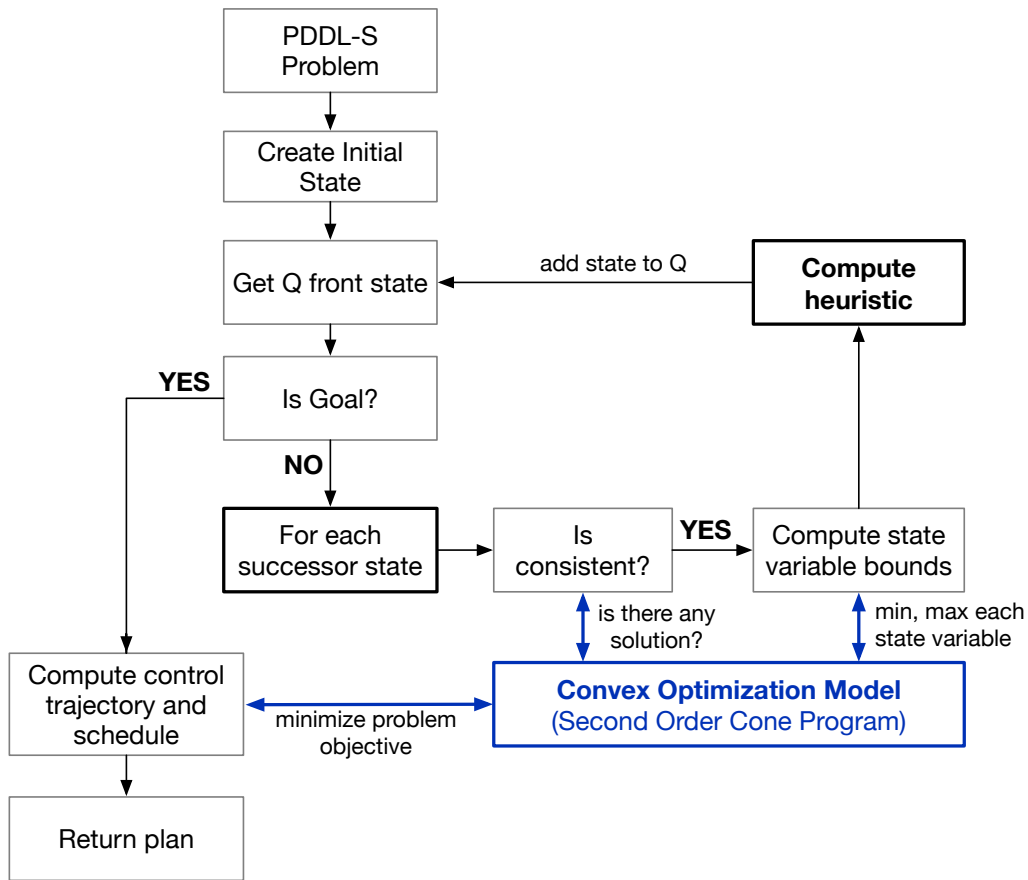 PDDL-S
Problem
Create Initial
State
Get Q front state
add state to Q
Compute
heuristic
YES
Is Goal?
NO
For each
successor state
Is
consistent?
YES
Compute state
variable bounds
is there any
solution?
min, max each
state variable
Compute control
trajectory and
schedule
minimize problem
objective
Convex Optimization Model
(Second Order Cone Program)
Return plan